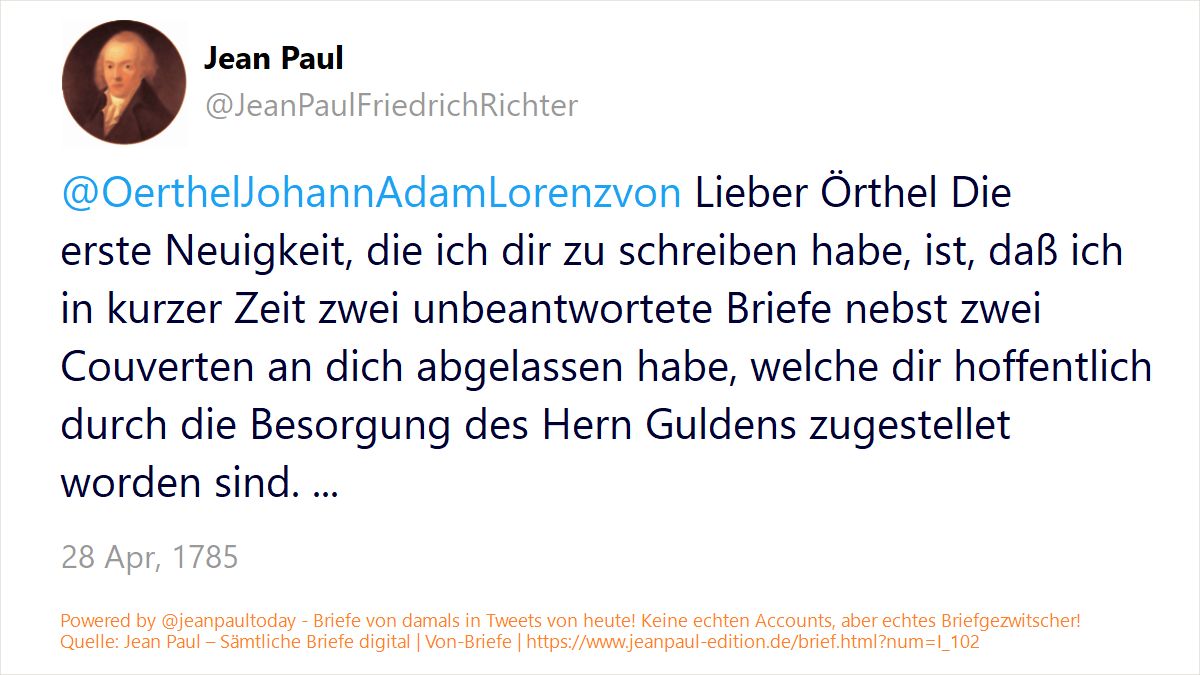 Jean Paul
@JeanPaulFriedrichRichter
@OerthelJohannAdamLorenzvon Lieber Örthel Die
erste Neuigkeit, die ich dir zu schreiben habe, ist, daß ich
in kurzer Zeit zwei unbeantwortete Briefe nebst zwei
Couverten an dich abgelassen habe, welche dir hoffentlich
durch die Besorgung des Hern Guldens zugestellet
worden sind. ...
28 Apr, 1785
Powered by @jeanpaultoday - Briefe von damals in Tweets von heute! Keine echten Accounts, aber echtes Briefgezwitscher!
Quelle: Jean Paul – Sämtliche Briefe digital | Von-Briefe | https://www.jeanpaul-edition.de/brief.html?num=I_102